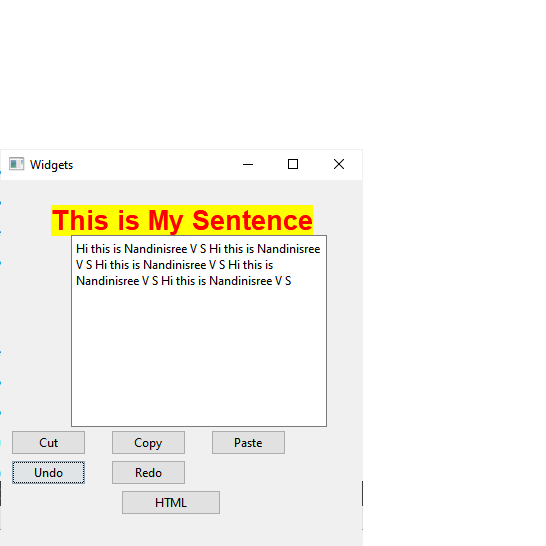 Widgets
This is My Sentence
Hi this is Nandinisree V S Hi this is Nandinisree
V S Hi this is Nandinisree V S Hi this is
Nandinisree V S Hi this is Nandinisree V S
Cut Copy Paste
Undo Redo
HTML